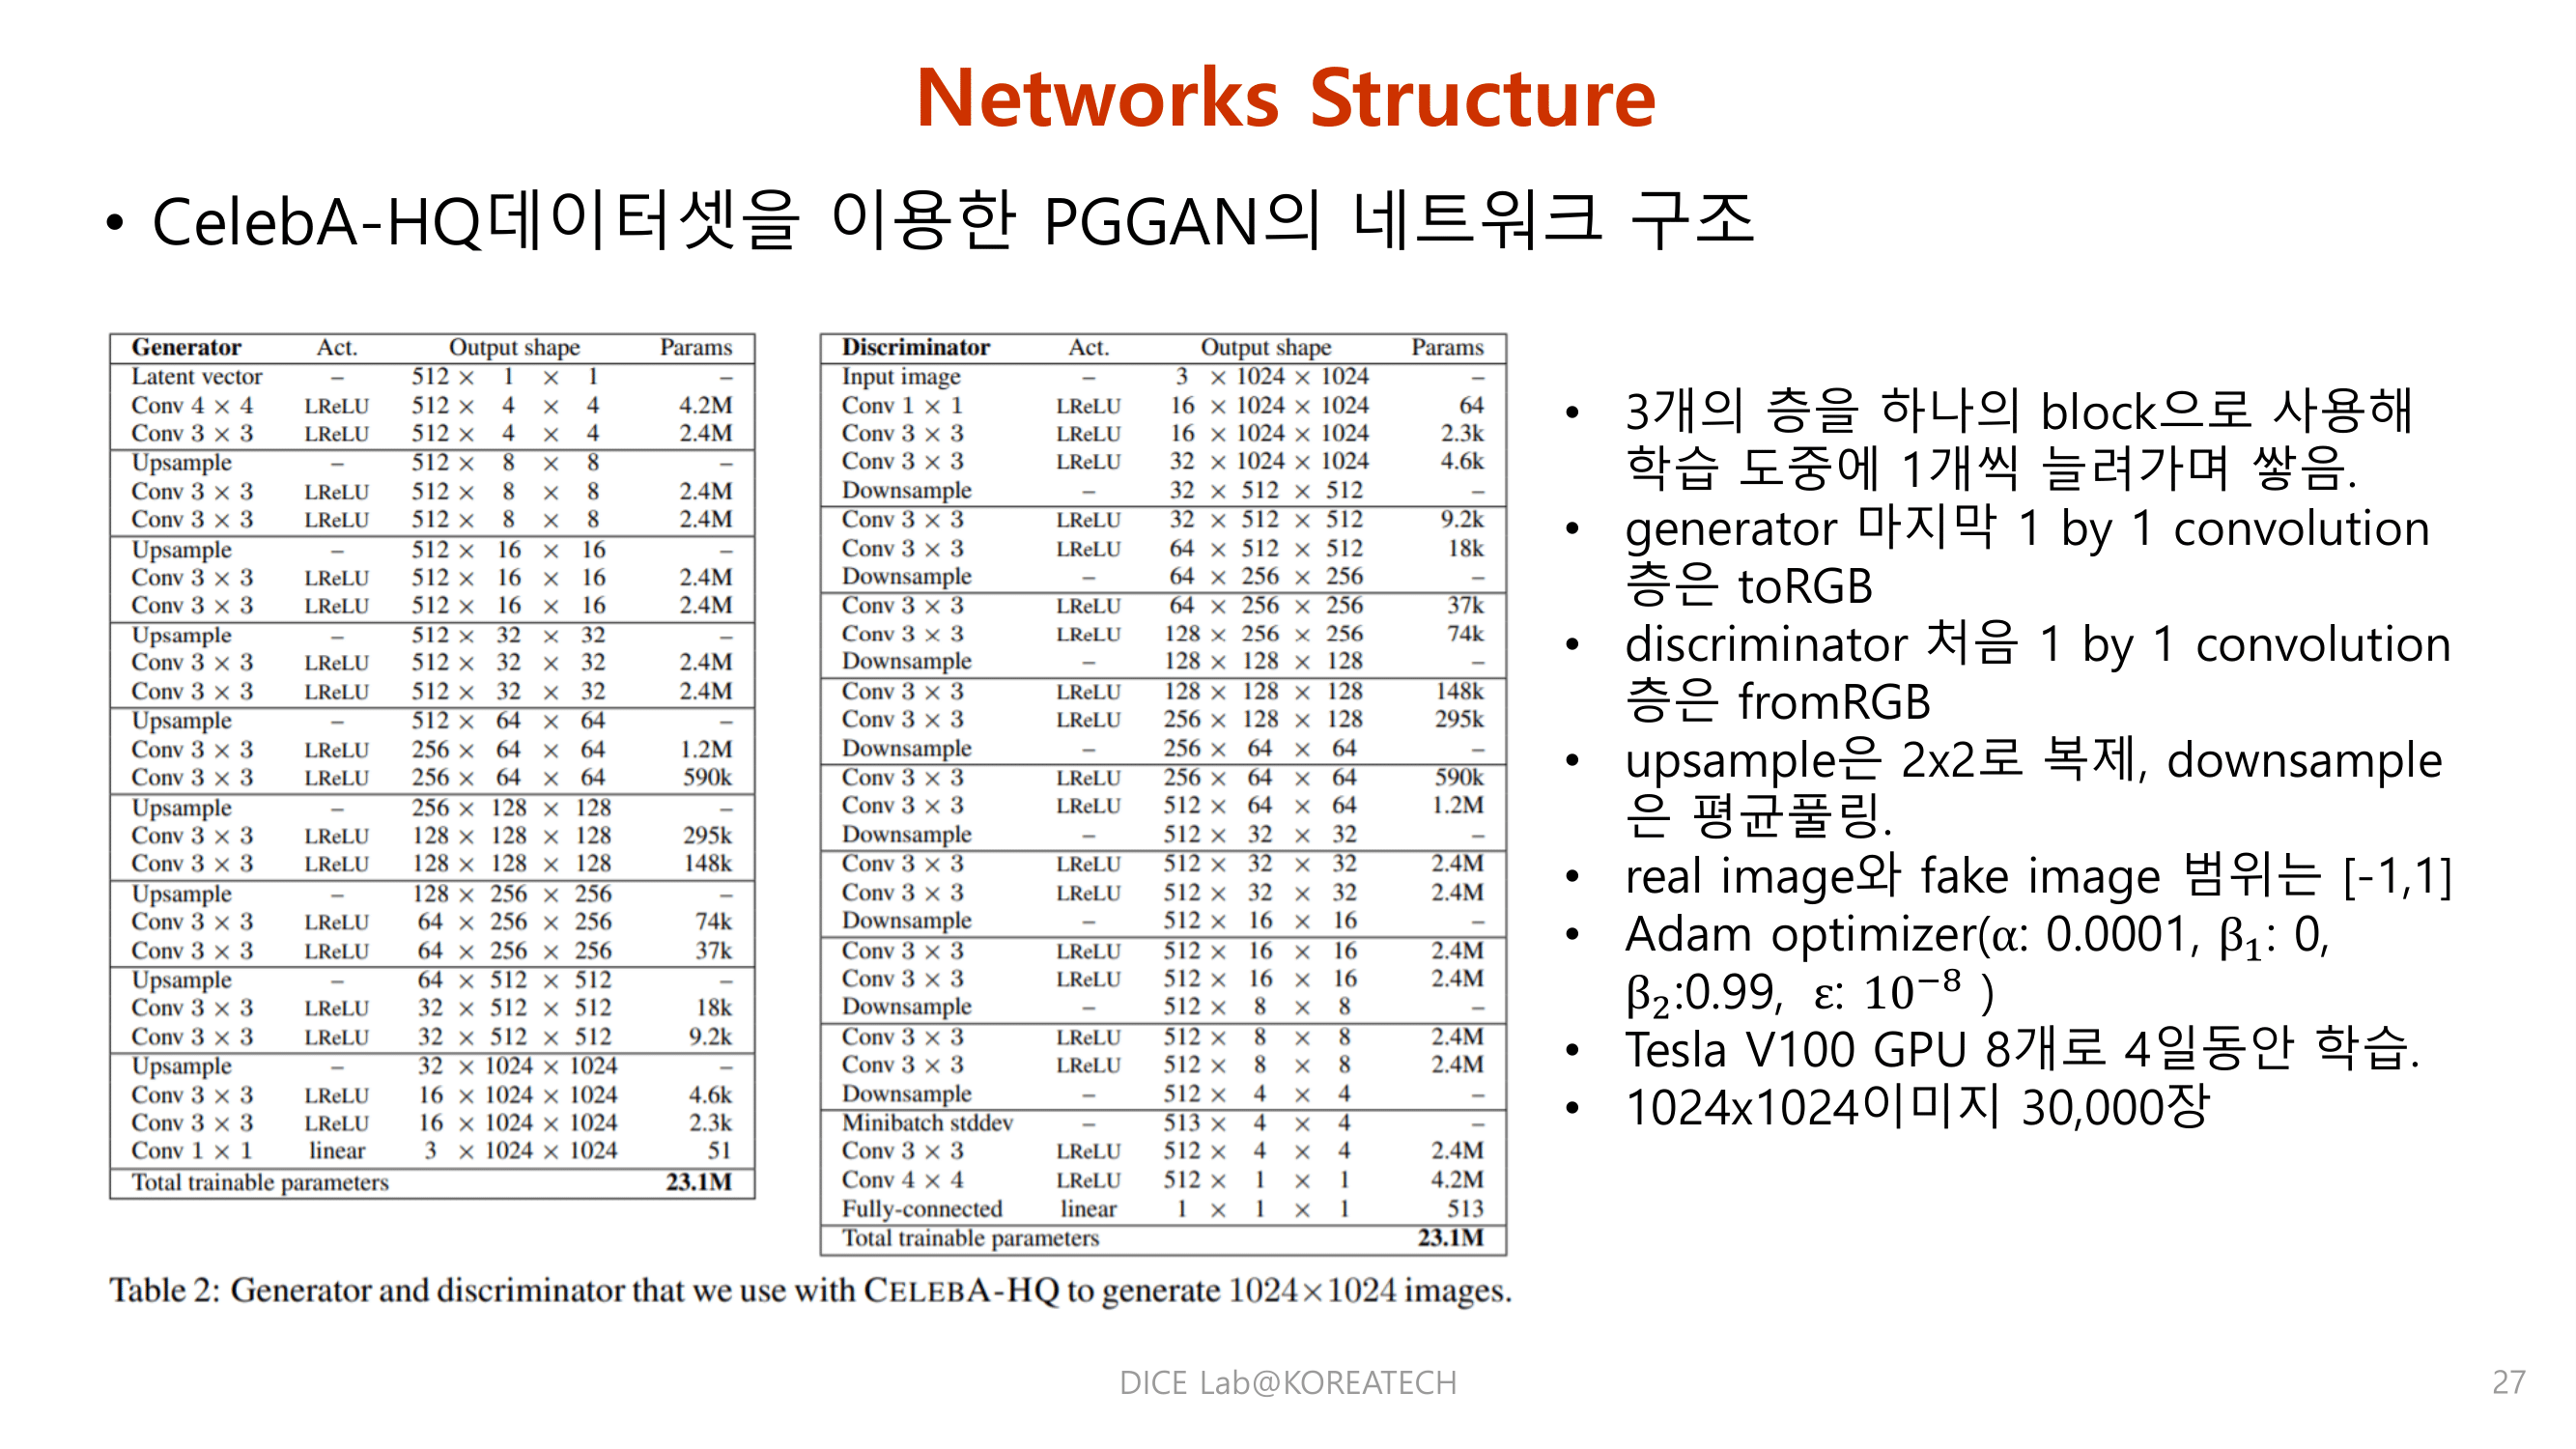 Networks Structure
• CelebA-HQ데이터셋을 이용한 PGGAN의 네트워크 구조
Generator Act. Output shape Params
Latent vector – 512 × 1 × 1 –
Conv 4 × 4 LReLU 512 × 4 × 4 4.2M
Conv 3 × 3 LReLU 512 × 4 × 4 2.4M
Upsample – 512 × 8 × 8 –
Conv 3 × 3 LReLU 512 × 8 × 8 2.4M
Conv 3 × 3 LReLU 512 × 8 × 8 2.4M
Upsample – 512 × 16 × 16 –
Conv 3 × 3 LReLU 512 × 16 × 16 2.4M
Conv 3 × 3 LReLU 512 × 16 × 16 2.4M
Upsample – 512 × 32 × 32 –
Conv 3 × 3 LReLU 512 × 32 × 32 2.4M
Conv 3 × 3 LReLU 512 × 32 × 32 2.4M
Upsample – 512 × 64 × 64 –
Conv 3 × 3 LReLU 256 × 64 × 64 1.2M
Conv 3 × 3 LReLU 256 × 64 × 64 590k
Upsample – 256 × 128 × 128 –
Conv 3 × 3 LReLU 128 × 128 × 128 295k
Conv 3 × 3 LReLU 128 × 128 × 128 148k
Upsample – 128 × 256 × 256 –
Conv 3 × 3 LReLU 64 × 256 × 256 74k
Conv 3 × 3 LReLU 64 × 256 × 256 37k
Upsample – 64 × 512 × 512 –
Conv 3 × 3 LReLU 32 × 512 × 512 18k
Conv 3 × 3 LReLU 32 × 512 × 512 9.2k
Upsample – 32 × 1024 × 1024 –
Conv 3 × 3 LReLU 16 × 1024 × 1024 4.6k
Conv 3 × 3 LReLU 16 × 1024 × 1024 2.3k
Conv 1 × 1 linear 3 × 1024 × 1024 51
Total trainable parameters 23.1M
Discriminator Act. Output shape Params
Input image – 3 × 1024 × 1024 –
Conv 1 × 1 LReLU 16 × 1024 × 1024 64
Conv 3 × 3 LReLU 16 × 1024 × 1024 2.3k
Conv 3 × 3 LReLU 32 × 1024 × 1024 4.6k
Downsample – 32 × 512 × 512 –
Conv 3 × 3 LReLU 32 × 512 × 512 9.2k
Conv 3 × 3 LReLU 64 × 512 × 512 18k
Downsample – 64 × 256 × 256 –
Conv 3 × 3 LReLU 64 × 256 × 256 37k
Conv 3 × 3 LReLU 128 × 256 × 256 74k
Downsample – 128 × 128 × 128 –
Conv 3 × 3 LReLU 128 × 128 × 128 148k
Conv 3 × 3 LReLU 256 × 128 × 128 295k
Downsample – 256 × 64 × 64 –
Conv 3 × 3 LReLU 256 × 64 × 64 590k
Conv 3 × 3 LReLU 512 × 64 × 64 1.2M
Downsample – 512 × 32 × 32 –
Conv 3 × 3 LReLU 512 × 32 × 32 2.4M
Conv 3 × 3 LReLU 512 × 32 × 32 2.4M
Downsample – 512 × 16 × 16 –
Conv 3 × 3 LReLU 512 × 16 × 16 2.4M
Conv 3 × 3 LReLU 512 × 16 × 16 2.4M
Downsample – 512 × 8 × 8 –
Conv 3 × 3 LReLU 512 × 8 × 8 2.4M
Conv 3 × 3 LReLU 512 × 8 × 8 2.4M
Downsample – 512 × 4 × 4 –
Minibatch stddev – 513 × 4 × 4 –
Conv 3 × 3 LReLU 512 × 4 × 4 2.4M
Conv 4 × 4 LReLU 512 × 1 × 1 4.2M
Fully-connected linear 1 × 1 × 1 513
Total trainable parameters 23.1M
Table 2: Generator and discriminator that we use with CELEBA-HQ to generate 1024×1024 images.
• 3개의 층을 하나의 block으로 사용해
학습 도중에 1개씩 늘려가며 쌓음.
• generator 마지막 1 by 1 convolution
층은 toRGB
• discriminator 처음 1 by 1 convolution
층은 fromRGB
• upsample은 2x2로 복제, downsample
은 평균풀링.
• real image와 fake image 범위는 [-1,1]
• Adam optimizer(α: 0.0001, β₁: 0,
β₂:0.99, ε: 10⁻⁸ )
• Tesla V100 GPU 8개로 4일동안 학습.
• 1024x1024이미지 30,000장
DICE Lab@KOREATECH
27